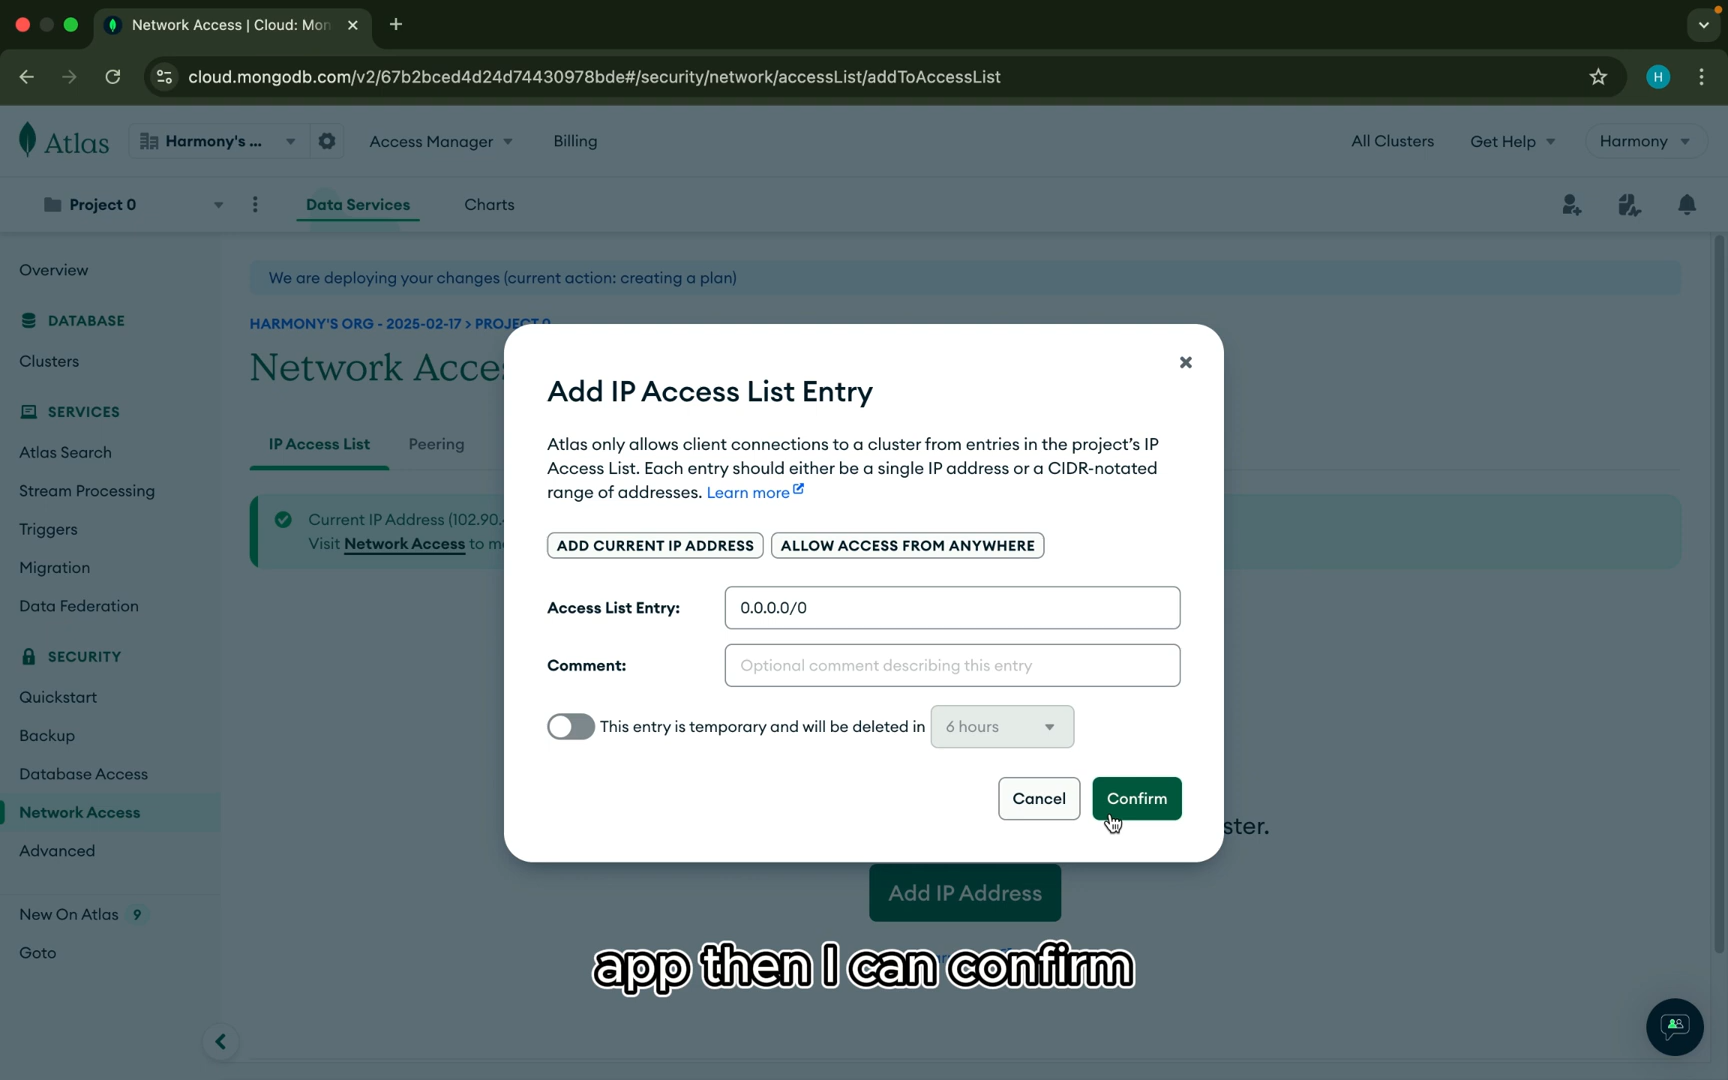 Network Access | Cloud: Mon
cloud.mongodb.com/v2/67b2bced4d24d74430978bde#/security/network/accessList/addToAccessList
H
Atlas
Harmony's ...
Access Manager
Billing
All Clusters
Get Help
Harmony
Project 0
Data Services
Charts
Overview
DATABASE
Clusters
SERVICES
Atlas Search
Stream Processing
Triggers
Migration
Data Federation
SECURITY
Quickstart
Backup
Database Access
Network Access
Advanced
New On Atlas 9
Goto
We are deploying your changes (current action: creating a plan)
HARMONY'S ORG - 2025-02-17 > PROJECT 0
Network Acces
IP Access List
Peering
Current IP Address (102.90.
Visit Network Access to m
Add IP Access List Entry
Atlas only allows client connections to a cluster from entries in the project's IP
Access List. Each entry should either be a single IP address or a CIDR-notated
range of addresses. Learn more
ADD CURRENT IP ADDRESS
ALLOW ACCESS FROM ANYWHERE
Access List Entry:
0.0.0.0/0
Comment:
Optional comment describing this entry
This entry is temporary and will be deleted in
6 hours
Cancel
Confirm
ster.
Add IP Address
app then I can confirm